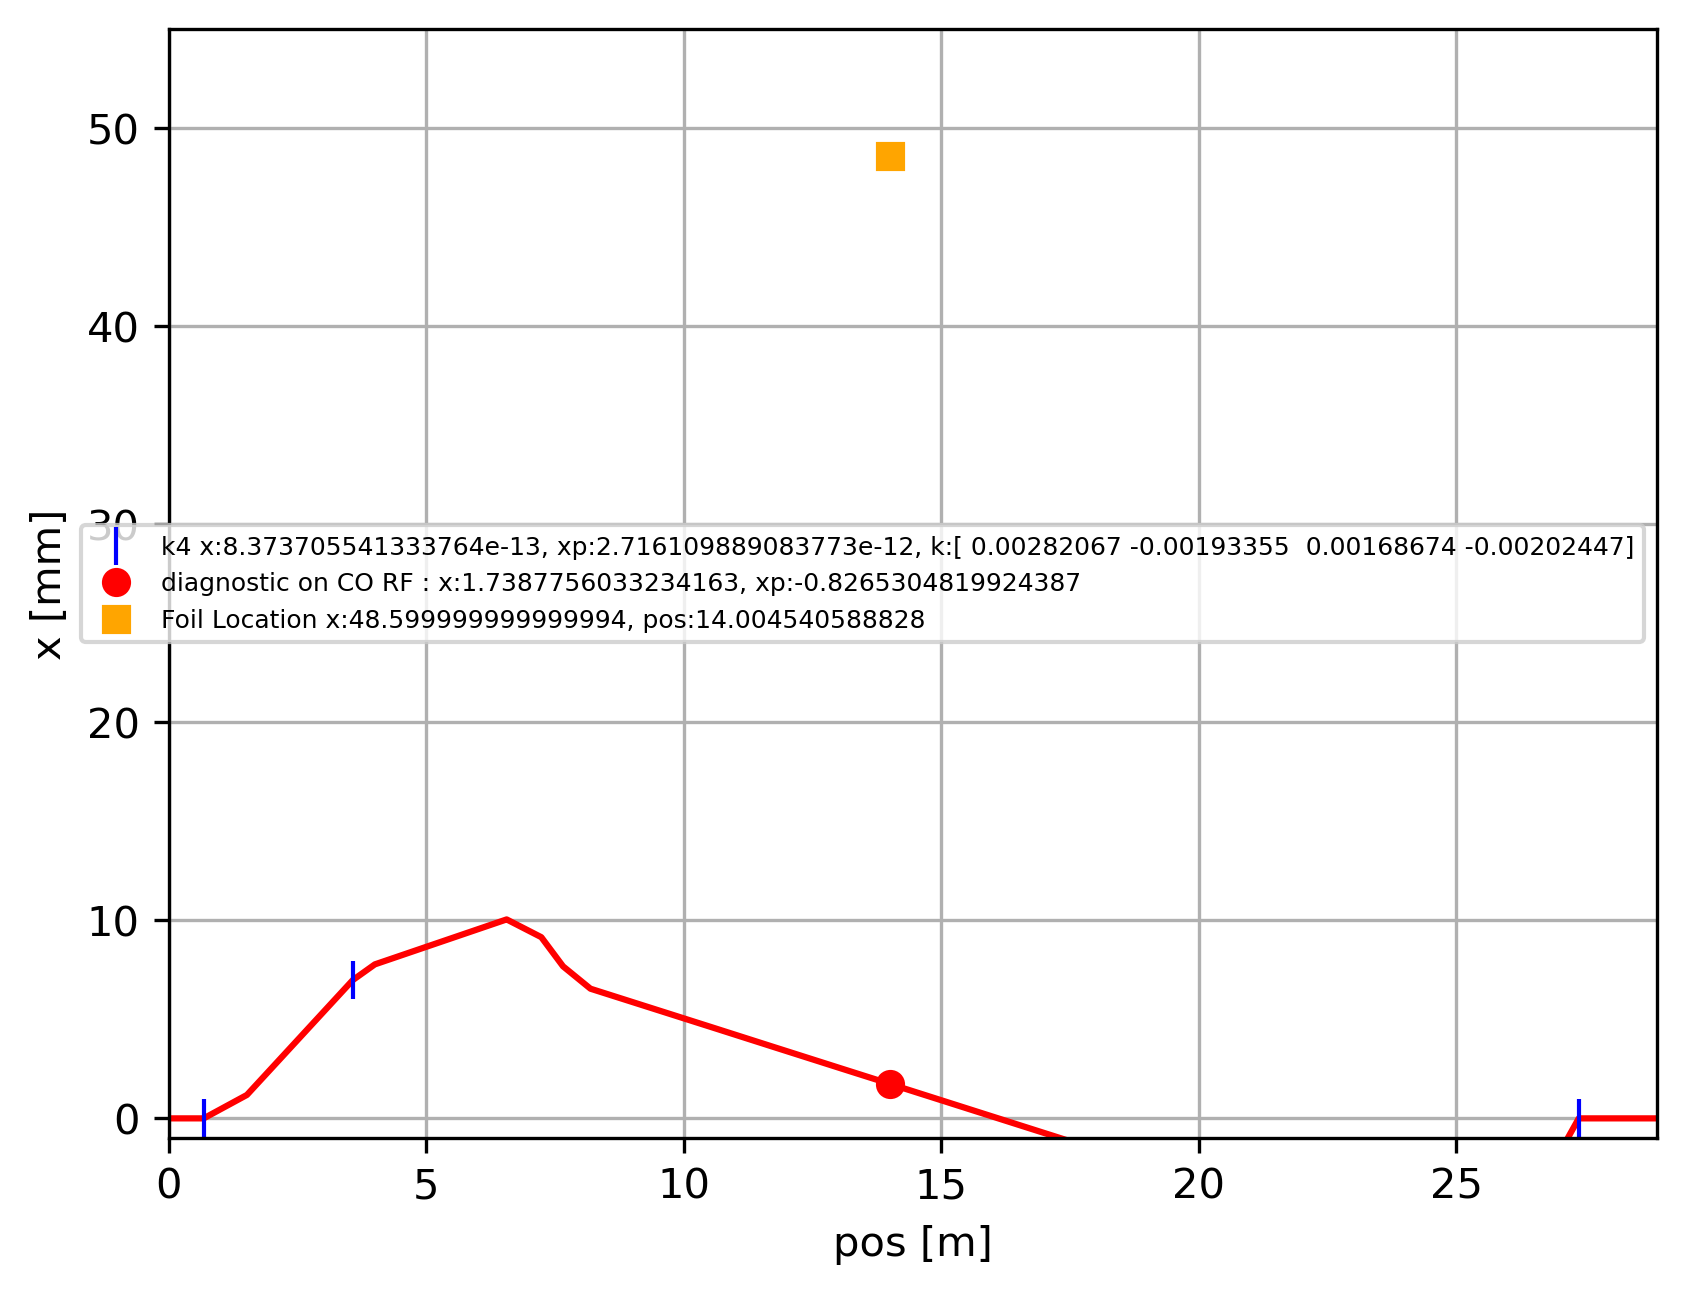 50
40
30
k4 x:8.373705541333764e-13, xp:2.716109889083773e-12, k:[ 0.00282067 -0.00193355  0.00168674 -0.00202447]
diagnostic on CO RF : x:1.7387756033234163, xp:-0.8265304819924387
Foil Location x:48.599999999999994, pos:14.004540588828
x [mm]
20
10
0
0 5 10 15 20 25
pos [m]